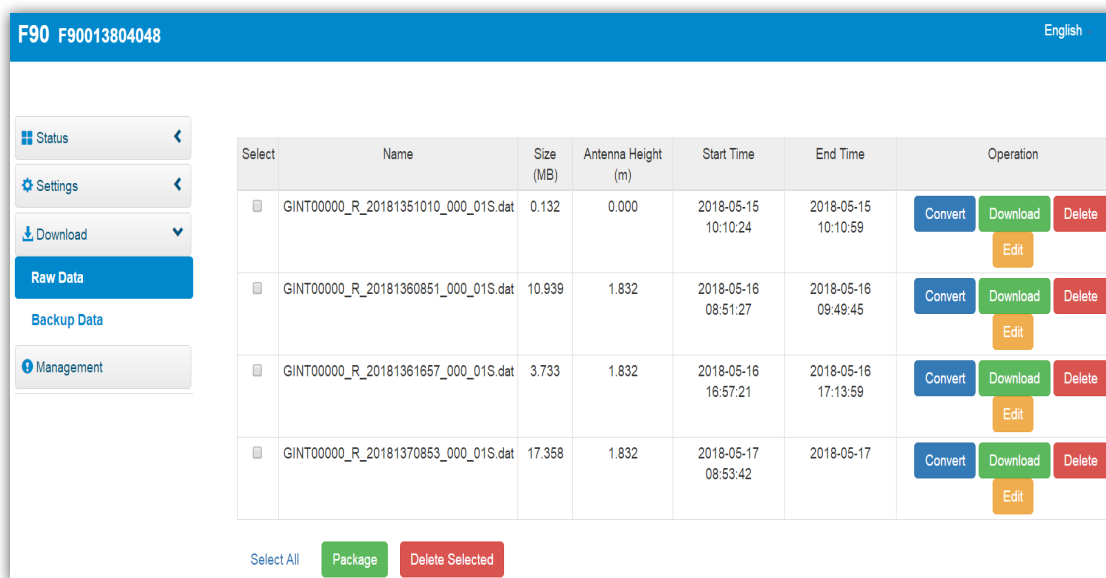 F90 F90013804048
English
Status
Settings
Download
Raw Data
Backup Data
Management
Select Name Size (MB) Antenna Height (m) Start Time End Time Operation
GINT00000_R_20181351010_000_01S.dat 0.132 0.000 2018-05-15 10:10:24 2018-05-15 10:10:59 Convert Download Delete
Edit
GINT00000_R_20181360851_000_01S.dat 10.939 1.832 2018-05-16 08:51:27 2018-05-16 09:49:45 Convert Download Delete
Edit
GINT00000_R_20181361657_000_01S.dat 3.733 1.832 2018-05-16 16:57:21 2018-05-16 17:13:59 Convert Download Delete
Edit
GINT00000_R_20181370853_000_01S.dat 17.358 1.832 2018-05-17 08:53:42 2018-05-17 Convert Download Delete
Edit
Select All Package Delete Selected